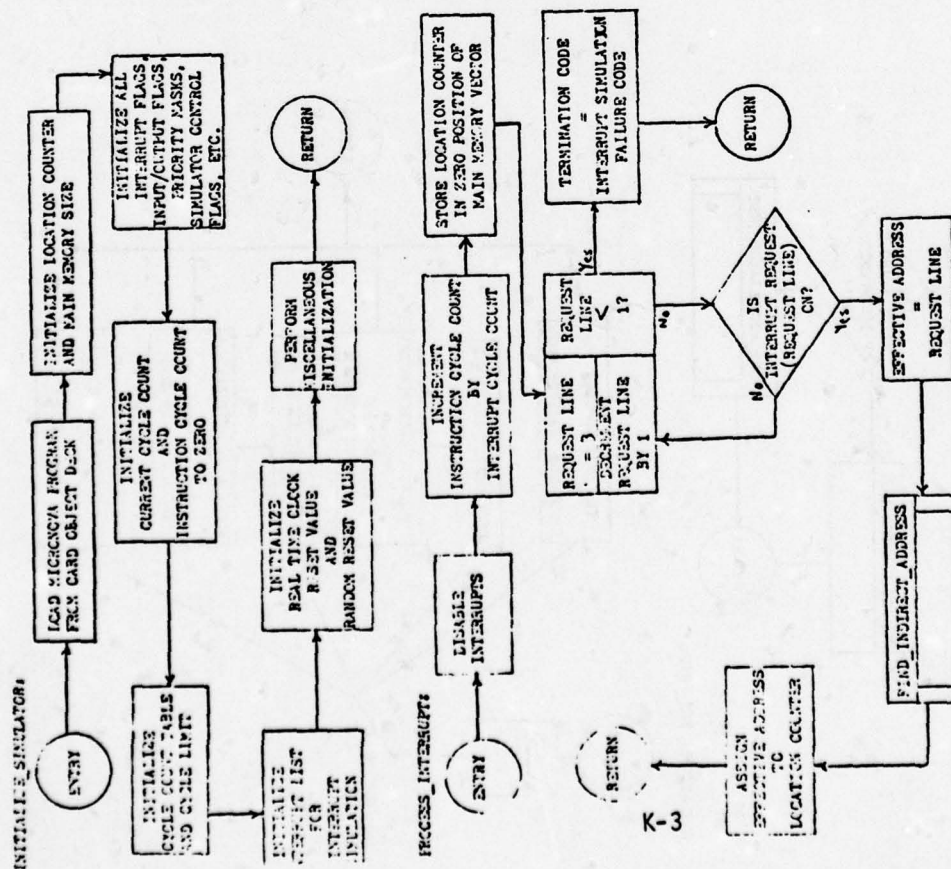 INITIALIZE_SIMULATOR:
ENTRY
LOAD MICRONOVA PROGRAM
FROM CARD OBJECT DECK
INITIALIZE LOCATION COUNTER
AND MAIN MEMORY SIZE
INITIALIZE ALL
INTERRUPT FLAGS,
INPUT/OUTPUT FLAGS,
PRIORITY MASKS,
SIMULATOR CONTROL
FLAGS, ETC.
INITIALIZE
CURRENT CYCLE COUNT
AND
INSTRUCTION CYCLE COUNT
TO ZERO
INITIALIZE
CYCLE COUNT TABLE
AND CYCLE LIMIT
INITIALIZE
INTERRUPT LIST
FOR
INTERRUPT
SIMULATION
INITIALIZE
REAL TIME CLOCK
RESET VALUE
AND
RANDOM RESET VALUE
PERFORM
MISCELLANEOUS
INITIALIZATION
RETURN
PROCESS_INTERRUPT:
ENTRY
DISABLE
INTERRUPTS
INCREMENT
INSTRUCTION CYCLE COUNT
BY
INTERRUPT CYCLE COUNT
STORE LOCATION COUNTER
IN ZERO POSITION OF
MAIN MEMORY VECTOR
REQUEST LINE
= 3
DECREMENT
REQUEST LINE
BY 1
REQUEST
LINE
<
1?
Yes
No
TERMINATION CODE
=
INTERRUPT SIMULATION
FAILURE CODE
RETURN
IS
INTERRUPT REQUEST
(REQUEST LINE)
ON?
No
Yes
EFFECTIVE ADDRESS
=
REQUEST LINE
FIND_INDIRECT_ADDRESS
ASSIGN
EFFECTIVE ADDRESS
TO
LOCATION COUNTER
RETURN
K-3